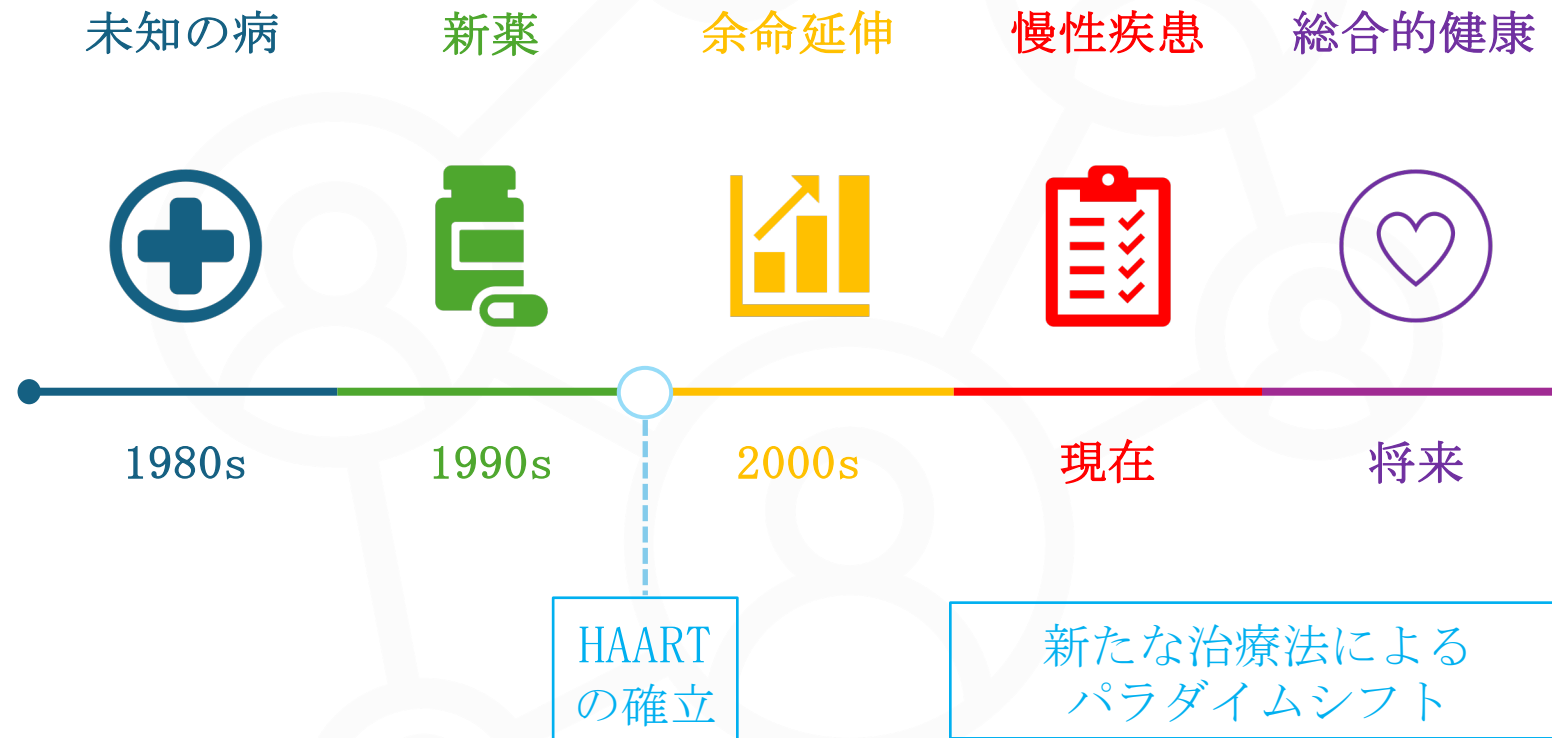 未知の病
新薬
余命延伸
慢性疾患
総合的健康
1980s
1990s
2000s
現在
将来
HAART
の確立
新たな治療法による
パラダイムシフト